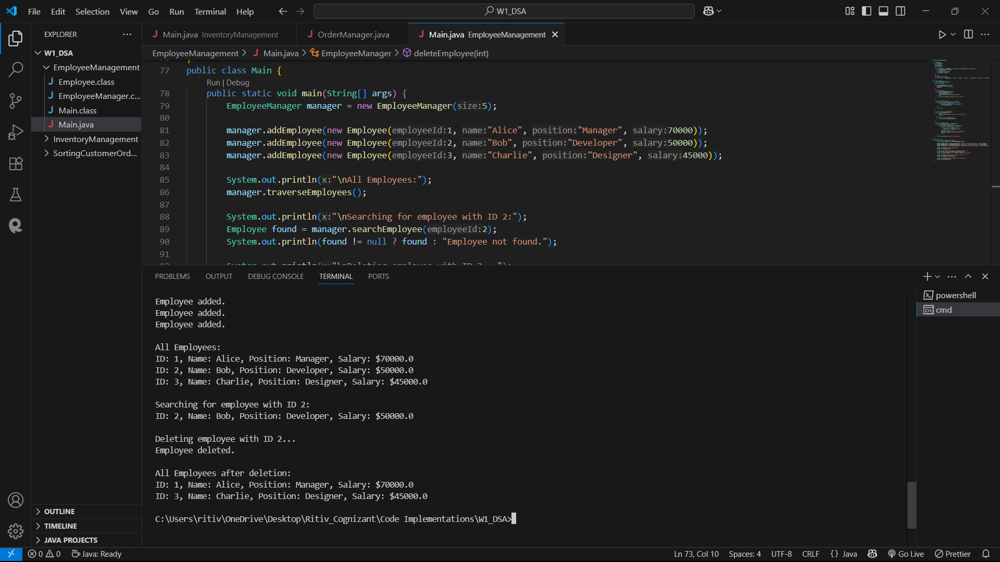 File Edit Selection View Go Run Terminal Help
W1_DSA
EXPLORER
W1_DSA
EmployeeManagement
Employee.class
EmployeeManager.c...
Main.class
Main.java
InventoryManagement
SortingCustomerOrd...
OUTLINE
TIMELINE
JAVA PROJECTS
Main.java InventoryManagement
OrderManager.java
Main.java EmployeeManagement
EmployeeManagement > Main.java > EmployeeManager > deleteEmployee(int)
77 public class Main {
Run | Debug
78 public static void main(String[] args) {
79 EmployeeManager manager = new EmployeeManager(size:5);
80
81 manager.addEmployee(new Employee(employeeId:1, name:"Alice", position:"Manager", salary:70000));
82 manager.addEmployee(new Employee(employeeId:2, name:"Bob", position:"Developer", salary:50000));
83 manager.addEmployee(new Employee(employeeId:3, name:"Charlie", position:"Designer", salary:45000));
84
85 System.out.println(x:"\nAll Employees:");
86 manager.traverseEmployees();
87
88 System.out.println(x:"\nSearching for employee with ID 2:");
89 Employee found = manager.searchEmployee(employeeId:2);
90 System.out.println(found != null ? found : "Employee not found.");
91
92 System.out.println(x:"\nDeleting employee with ID 2...");
PROBLEMS OUTPUT DEBUG CONSOLE TERMINAL PORTS
powershell
cmd
Employee added.
Employee added.
Employee added.
All Employees:
ID: 1, Name: Alice, Position: Manager, Salary: $70000.0
ID: 2, Name: Bob, Position: Developer, Salary: $50000.0
ID: 3, Name: Charlie, Position: Designer, Salary: $45000.0
Searching for employee with ID 2:
ID: 2, Name: Bob, Position: Developer, Salary: $50000.0
Deleting employee with ID 2...
Employee deleted.
All Employees after deletion:
ID: 1, Name: Alice, Position: Manager, Salary: $70000.0
ID: 3, Name: Charlie, Position: Designer, Salary: $45000.0
C:\Users\ritiv\OneDrive\Desktop\Ritiv_Cognizant\Code Implementations\W1_DSA>
0 0 Java: Ready
Ln 73, Col 10 Spaces: 4 UTF-8 CRLF {} Java Go Live Prettier